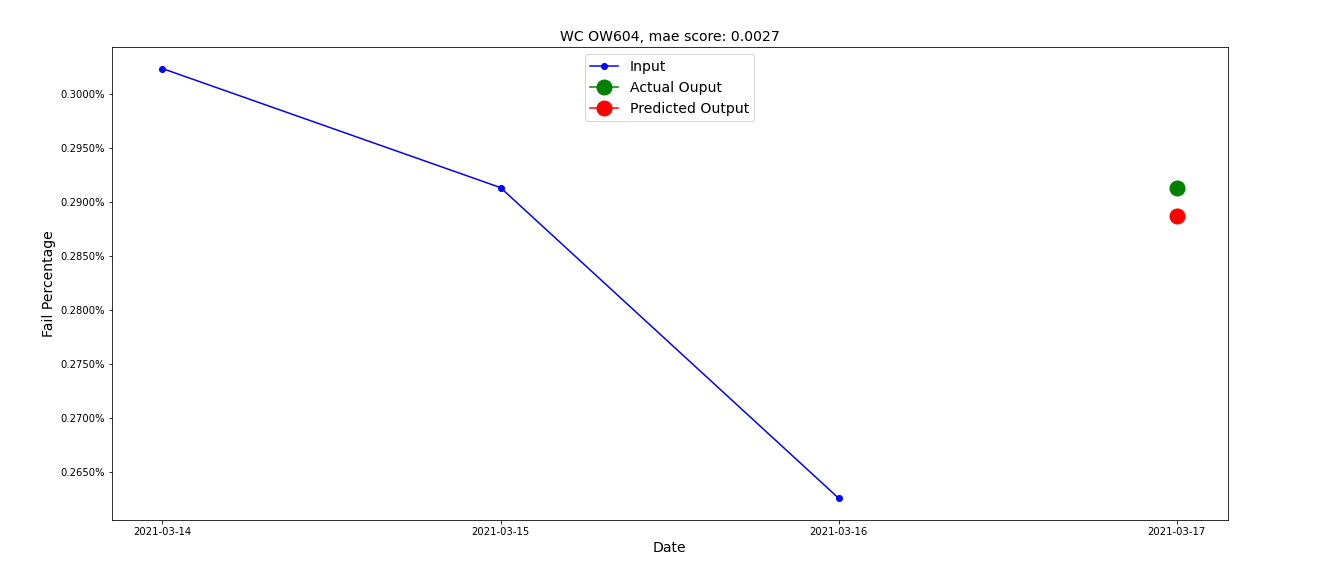 WC OW604, mae score: 0.0027
Input
Actual Ouput
Predicted Output
Fail Percentage
0.3000%
0.2950%
0.2900%
0.2850%
0.2800%
0.2750%
0.2700%
0.2650%
2021-03-14
2021-03-15
2021-03-16
2021-03-17
Date